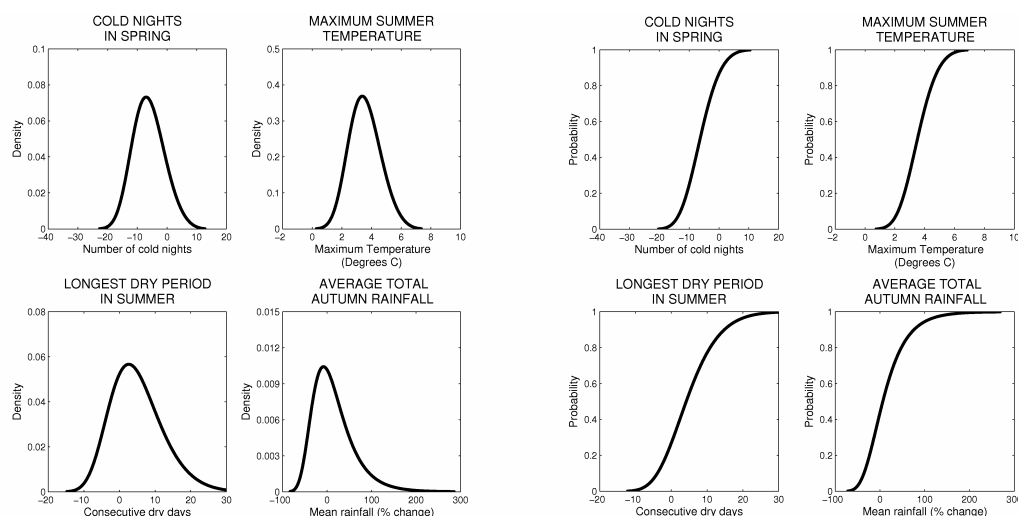 COLD NIGHTS
IN SPRING
0.1
0.08
0.06
0.04
0.02
0
Density
−40
−30
−20
−10
0
10
20
Number of cold nights
MAXIMUM SUMMER
TEMPERATURE
0.5
0.4
0.3
0.2
0.1
0
Density
−2
0
2
4
6
8
10
Maximum Temperature
(Degrees C)
COLD NIGHTS
IN SPRING
1
0.8
0.6
0.4
0.2
0
Probability
−40
−30
−20
−10
0
10
20
Number of cold nights
MAXIMUM SUMMER
TEMPERATURE
1
0.8
0.6
0.4
0.2
0
Probability
−2
0
2
4
6
8
10
Maximum Temperature
(Degrees C)
LONGEST DRY PERIOD
IN SUMMER
0.08
0.06
0.04
0.02
0
Density
−20
−10
0
10
20
30
Consecutive dry days
AVERAGE TOTAL
AUTUMN RAINFALL
0.015
0.012
0.009
0.006
0.003
0
Density
−100
0
100
200
300
Mean rainfall (% change)
LONGEST DRY PERIOD
IN SUMMER
1
0.8
0.6
0.4
0.2
0
Probability
−20
−10
0
10
20
30
Consecutive dry days
AVERAGE TOTAL
AUTUMN RAINFALL
1
0.8
0.6
0.4
0.2
0
Probability
−100
0
100
200
300
Mean rainfall (% change)